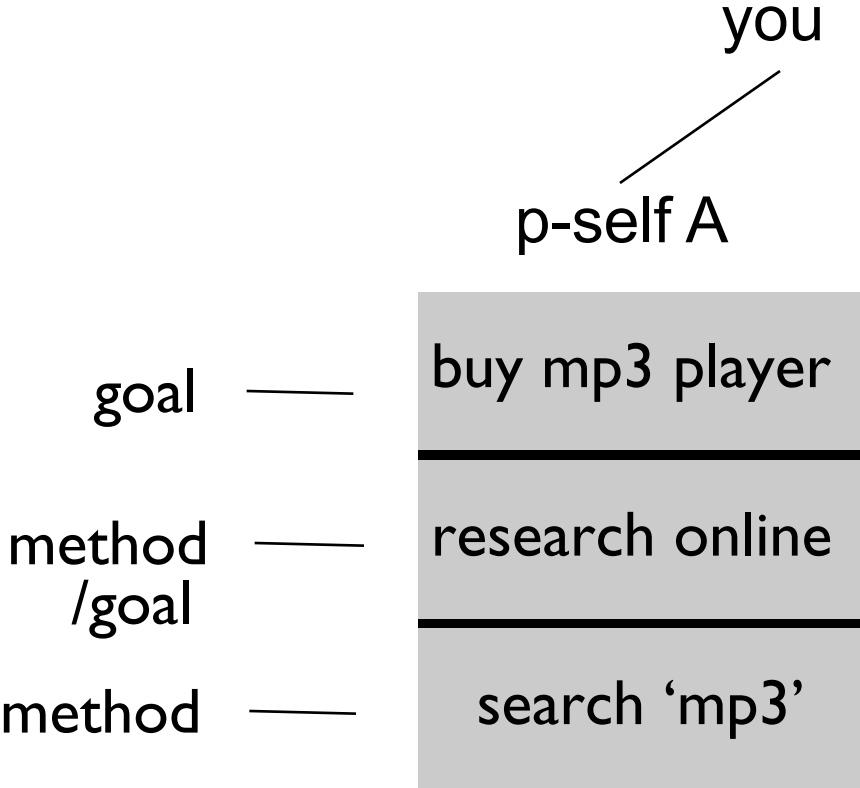 you
p-self A
goal
buy mp3 player
method
/goal
research online
method
search ‘mp3’